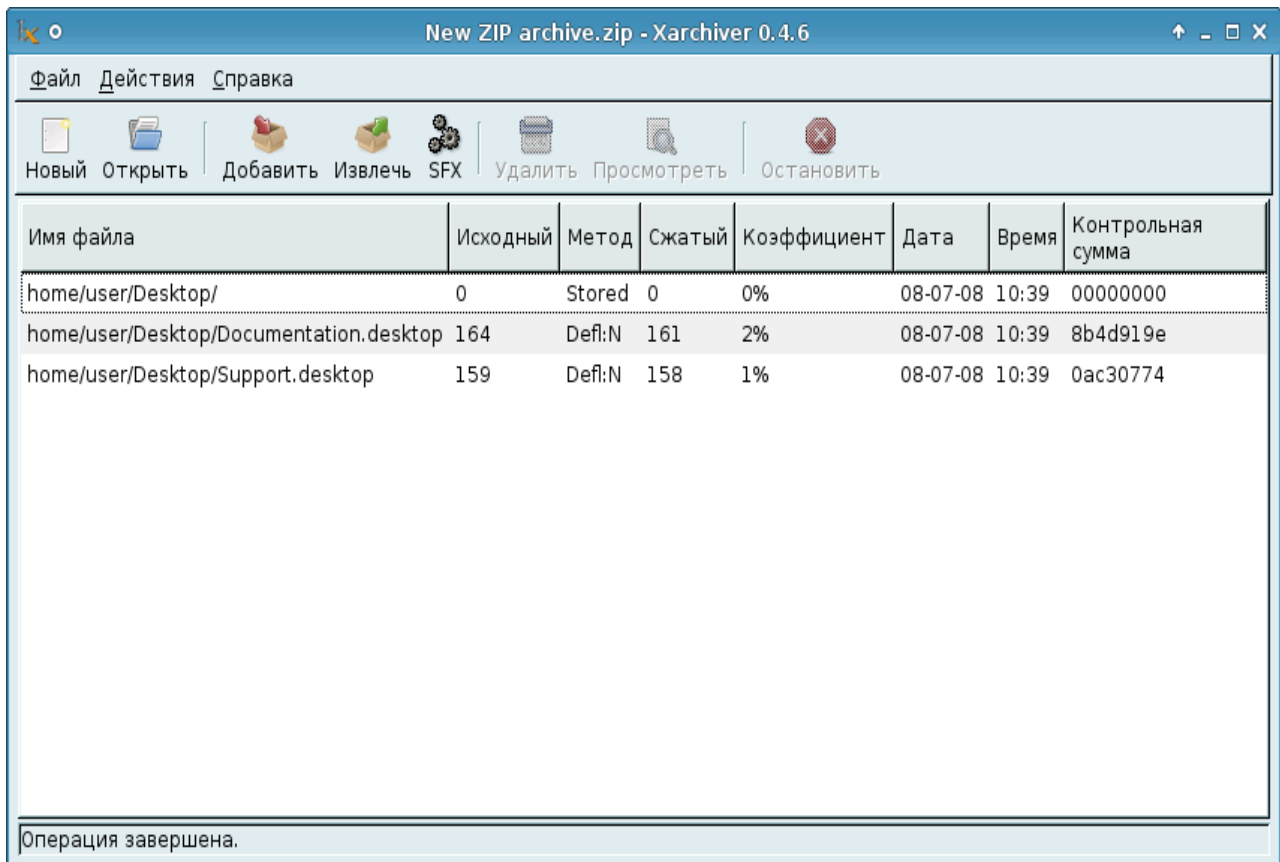 New ZIP archive.zip - Xarchiver 0.4.6
Файл Действия Справка
Новый Открыть Добавить Извлечь SFX Удалить Просмотреть Остановить
Имя файла Исходный Метод Сжатый Коэффициент Дата Время Контрольная сумма
home/user/Desktop/ 0 Stored 0 0% 08-07-08 10:39 00000000
home/user/Desktop/Documentation.desktop 164 Defl:N 161 2% 08-07-08 10:39 8b4d919e
home/user/Desktop/Support.desktop 159 Defl:N 158 1% 08-07-08 10:39 0ac30774
Операция завершена.